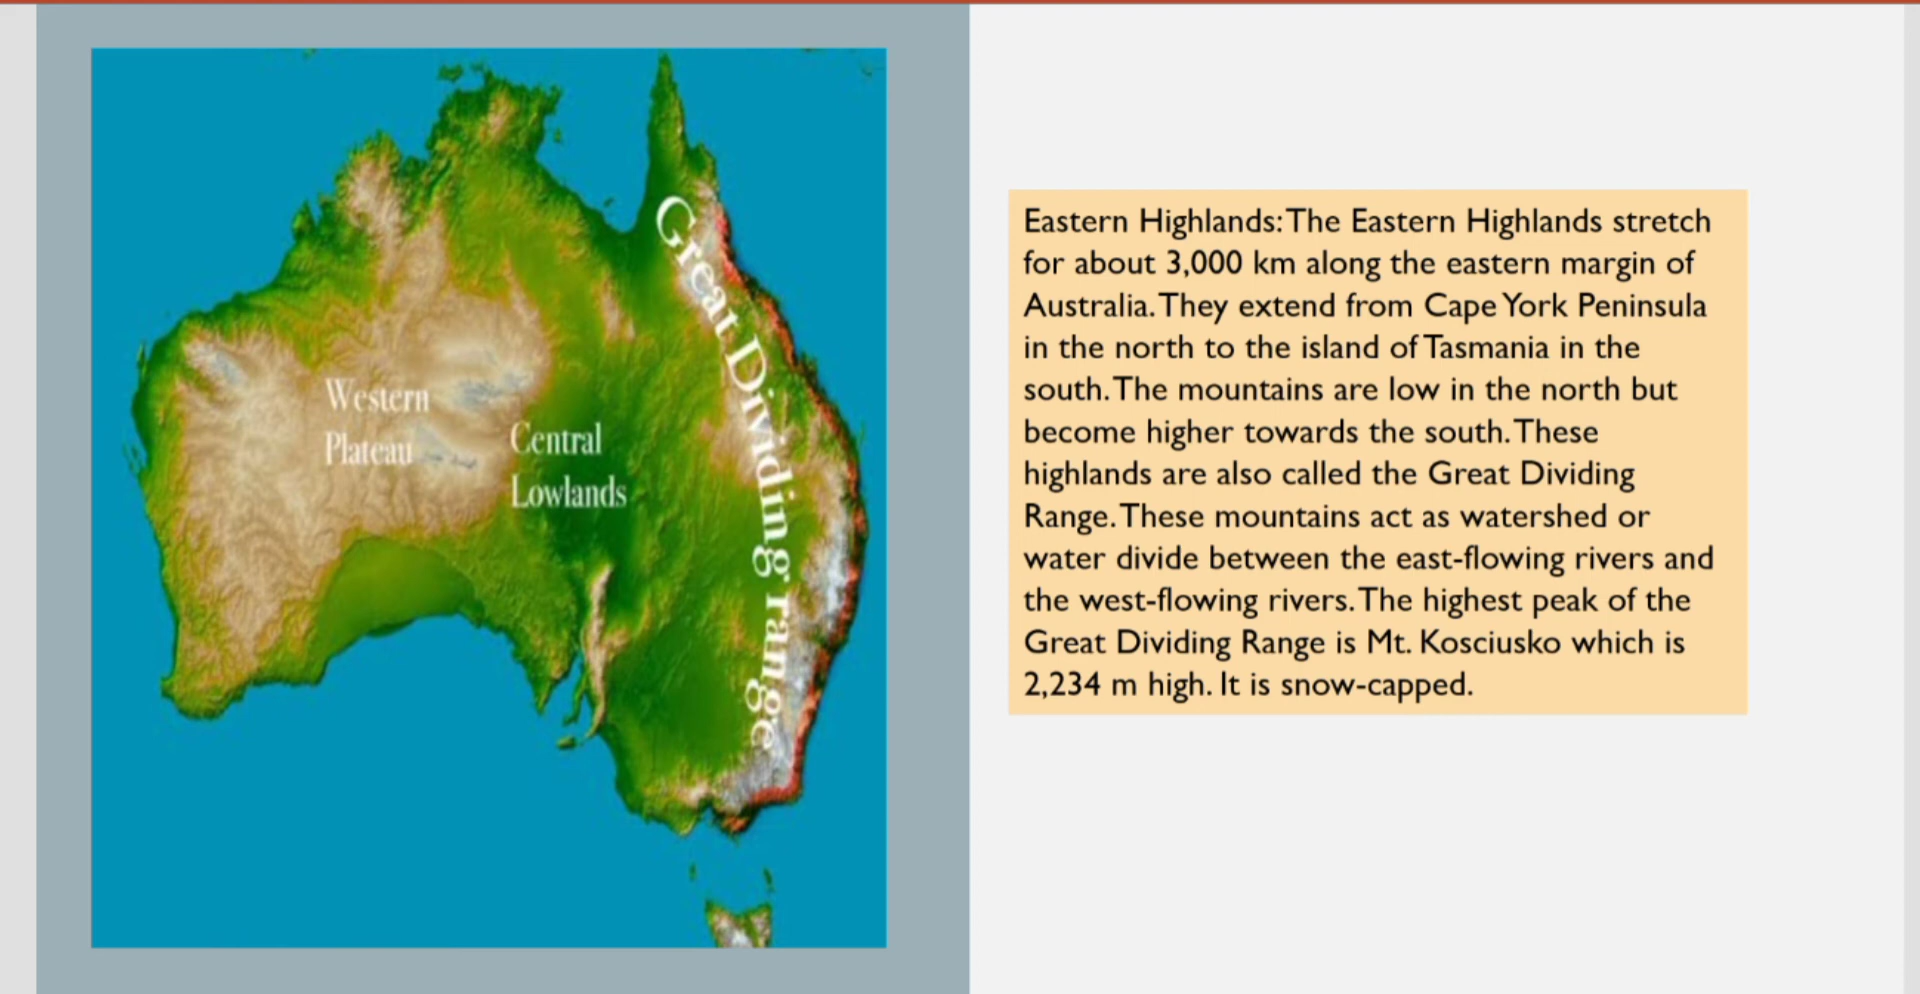 Great Dividing range
Western
Plateau
Central
Lowlands
Eastern Highlands: The Eastern Highlands stretch
for about 3,000 km along the eastern margin of
Australia. They extend from Cape York Peninsula
in the north to the island of Tasmania in the
south. The mountains are low in the north but
become higher towards the south. These
highlands are also called the Great Dividing
Range. These mountains act as watershed or
water divide between the east-flowing rivers and
the west-flowing rivers. The highest peak of the
Great Dividing Range is Mt. Kosciusko which is
2,234 m high. It is snow-capped.